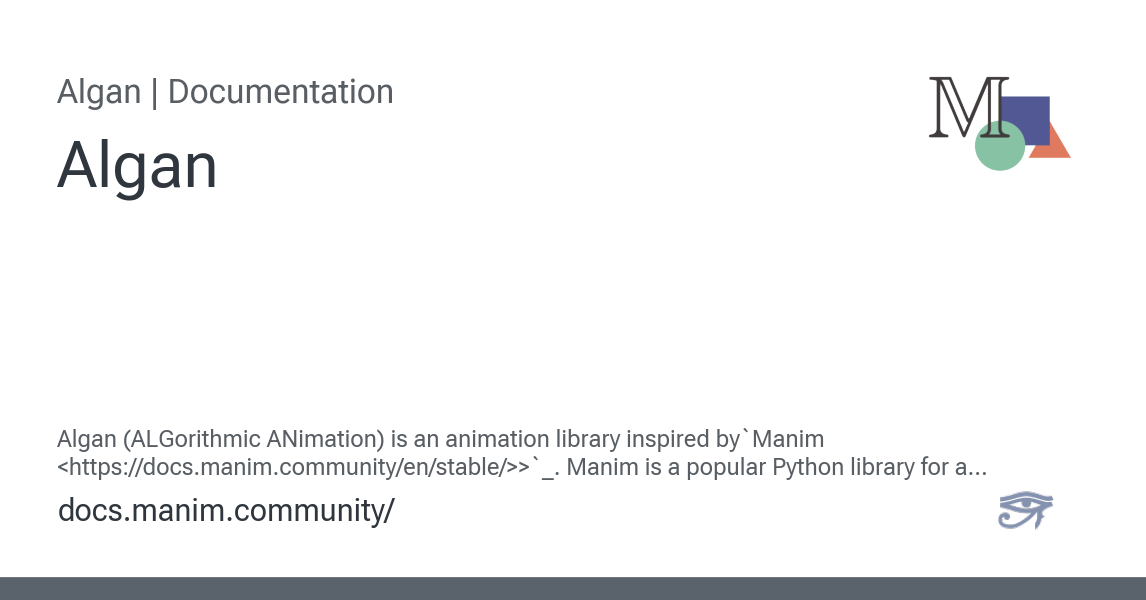 Algan | Documentation
Algan
M
Algan (ALGorithmic ANimation) is an animation library inspired by`Manim
<https://docs.manim.community/en/stable/>>`_. Manim is a popular Python library for a...
docs.manim.community/